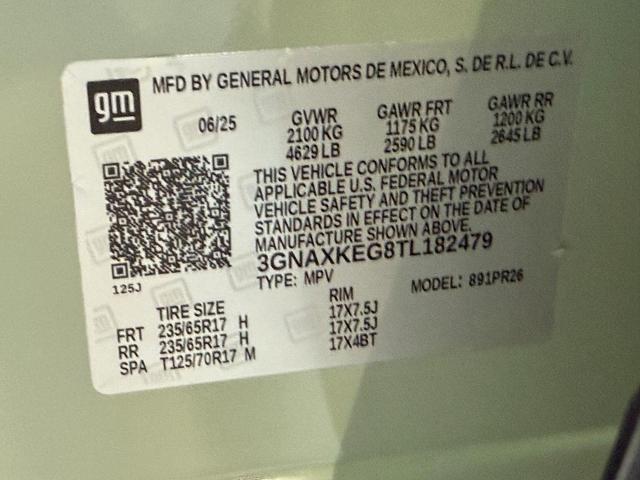 gm
MFD BY GENERAL MOTORS DE MEXICO, S. DE R.L. DE C.V.
06/25 GVWR GAWR FRT GAWR RR
2100 KG 1175 KG 1200 KG
4629 LB 2590 LB 2645 LB
THIS VEHICLE CONFORMS TO ALL
APPLICABLE U.S. FEDERAL MOTOR
VEHICLE SAFETY AND THEFT PREVENTION
STANDARDS IN EFFECT ON THE DATE OF
MANUFACTURE SHOWN ABOVE.
3GNAXKEG8TL182479
125J
TYPE: MPV MODEL: 891PR26
TIRE SIZE RIM
FRT 235/65R17 H 17X7.5J
RR 235/65R17 H 17X7.5J
SPA T125/70R17 M 17X4BT